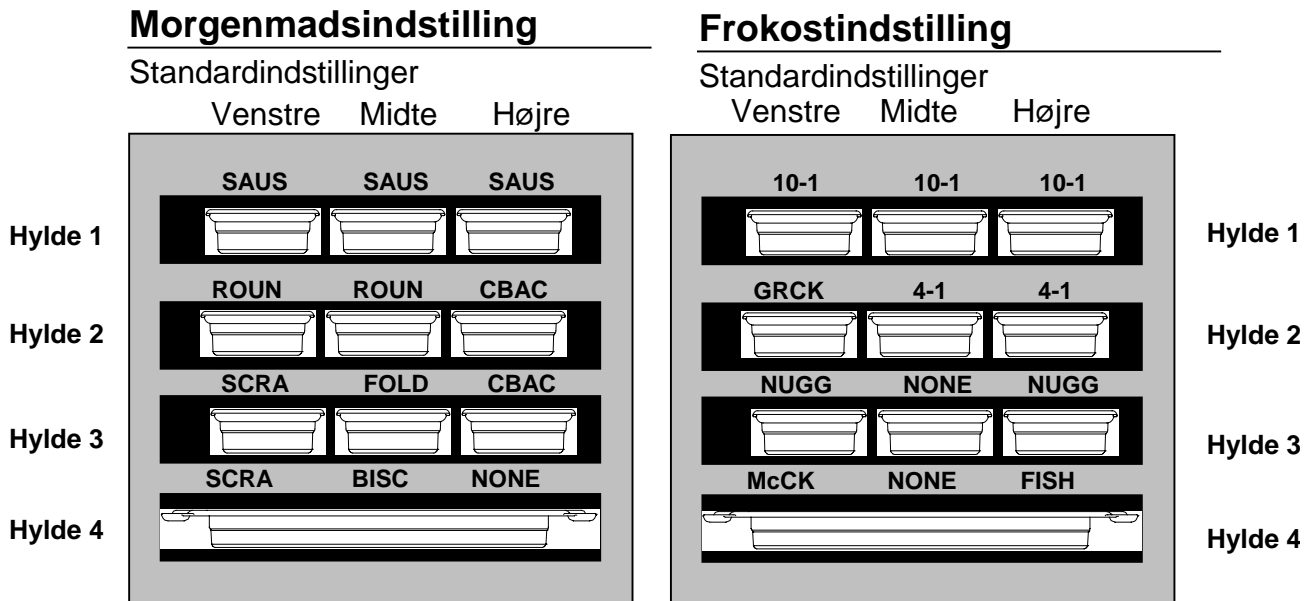 Morgenmadsindstilling
Standardindstillinger
Venstre Midte Højre
SAUS SAUS SAUS
Hylde 1
ROUN ROUN CBAC
Hylde 2
SCRA FOLD CBAC
Hylde 3
SCRA BISC NONE
Hylde 4
Frokostindstilling
Standardindstillinger
Venstre Midte Højre
10-1 10-1 10-1
Hylde 1
GRCK 4-1 4-1
Hylde 2
NUGG NONE NUGG
Hylde 3
McCK NONE FISH
Hylde 4